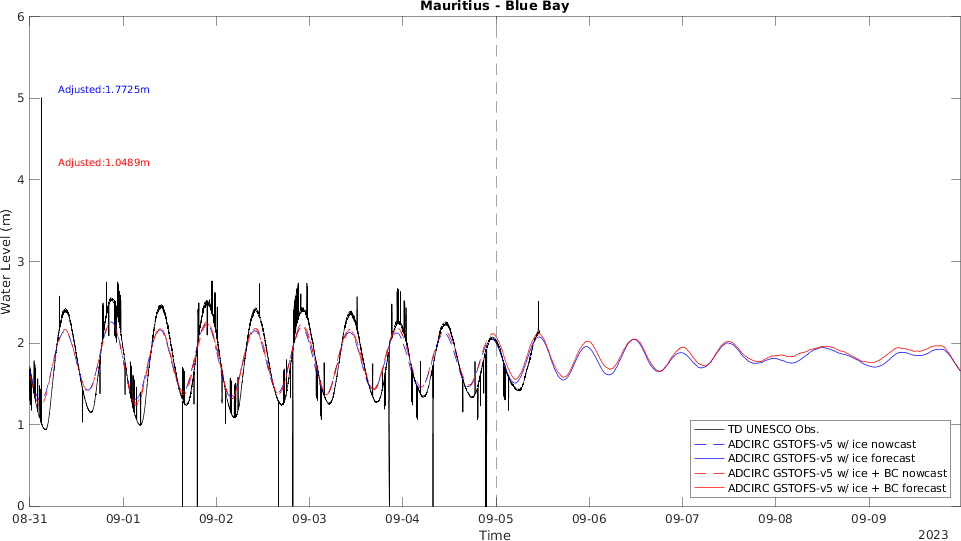 Mauritius - Blue Bay
6
5
4
3
2
1
0
Water Level (m)
Adjusted:1.7725m
Adjusted:1.0489m
TD UNESCO Obs.
ADCIRC GSTOFS-v5 w/ ice nowcast
ADCIRC GSTOFS-v5 w/ ice forecast
ADCIRC GSTOFS-v5 w/ ice + BC nowcast
ADCIRC GSTOFS-v5 w/ ice + BC forecast
08-31 09-01 09-02 09-03 09-04 09-05 09-06 09-07 09-08 09-09
Time
2023